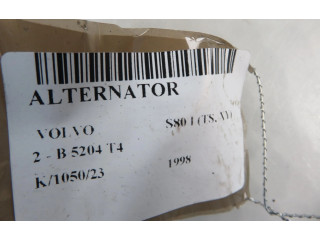 ALTERNATOR
VOLVO S80 I (TS, XY)
2 - B 5204 T4 1998
K/1050/23